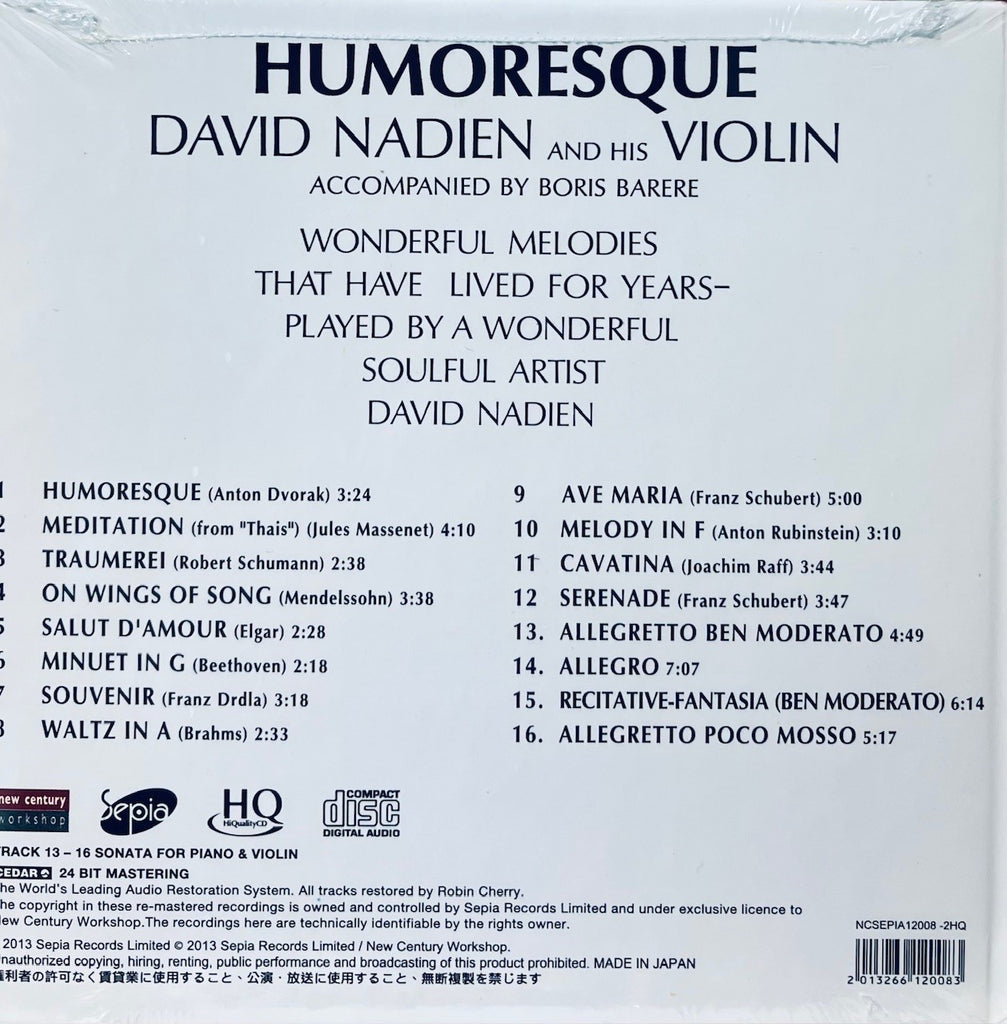 HUMORESQUE
DAVID NADIEN AND HIS VIOLIN
ACCOMPANIED BY BORIS BARERE
WONDERFUL MELODIES
THAT HAVE LIVED FOR YEARS–
PLAYED BY A WONDERFUL
SOULFUL ARTIST
DAVID NADIEN
1 HUMORESQUE (Anton Dvorak) 3:24
2 MEDITATION (from "Thais") (Jules Massenet) 4:10
3 TRAUMEREI (Robert Schumann) 2:38
4 ON WINGS OF SONG (Mendelssohn) 3:38
5 SALUT D'AMOUR (Elgar) 2:28
6 MINUET IN G (Beethoven) 2:18
7 SOUVENIR (Franz Drdla) 3:18
8 WALTZ IN A (Brahms) 2:33
9 AVE MARIA (Franz Schubert) 5:00
10 MELODY IN F (Anton Rubinstein) 3:10
11 CAVATINA (Joachim Raff) 3:44
12 SERENADE (Franz Schubert) 3:47
13. ALLEGRETTO BEN MODERATO 4:49
14. ALLEGRO 7:07
15. RECITATIVE-FANTASIA (BEN MODERATO) 6:14
16. ALLEGRETTO POCO MOSSO 5:17
new century
workshop
Sepia
HQ
HiQualityCD
COMPACT
disc
DIGITAL AUDIO
TRACK 13 – 16 SONATA FOR PIANO & VIOLIN
CEDAR 24 BIT MASTERING
he World's Leading Audio Restoration System. All tracks restored by Robin Cherry.
he copyright in these re-mastered recordings is owned and controlled by Sepia Records Limited and under exclusive licence to
New Century Workshop.The recordings here are technically identifiable by the rights owner.
2013 Sepia Records Limited © 2013 Sepia Records Limited / New Century Workshop.
nauthorized copying, hiring, renting, public performance and broadcasting of this product prohibited. MADE IN JAPAN
権利者の許可なく賃貸業に使用すること、公演・放送に使用すること、無断複製を禁じます
NCSEPIA12008 -2HQ
2 013266 120083